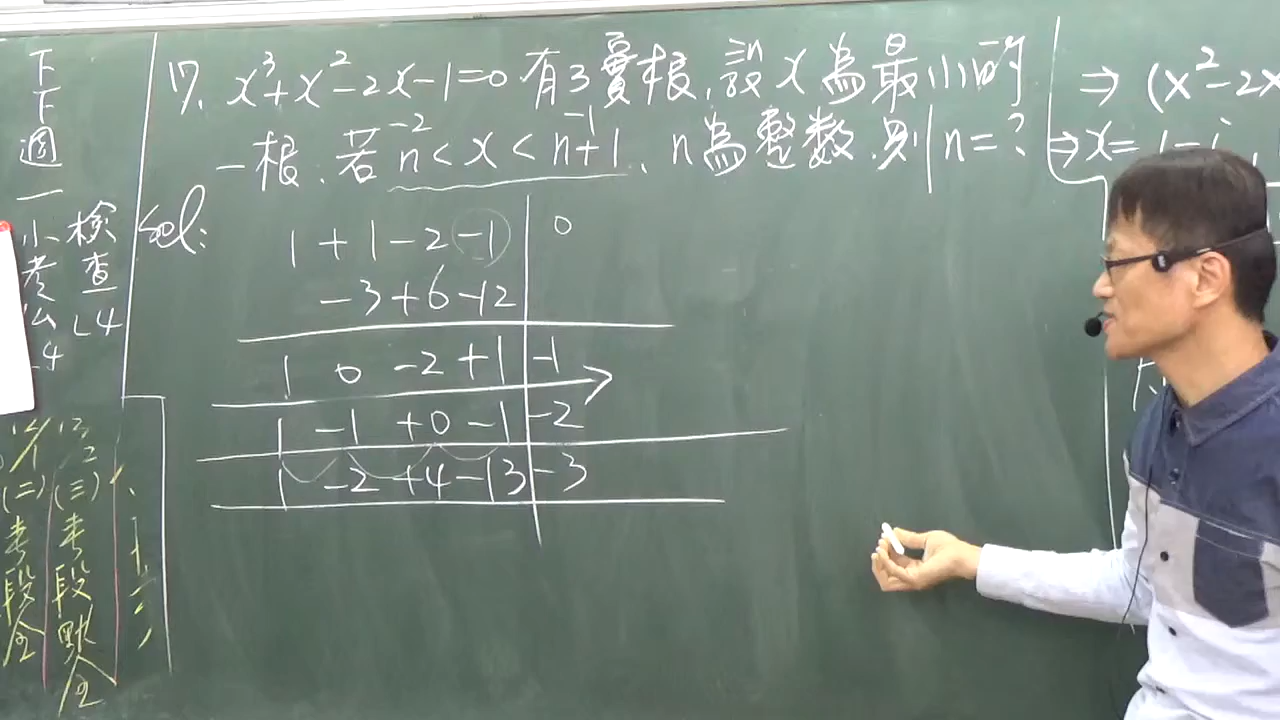 下下週一
檢查L4
小考L4
(二)考段
(三)考段
17. x³+x²-2x-1=0 有3實根,設x為最小的
-2 -1
一根.若 n<x<n+1, n為整數,則 n=?
sol:
1 +1 -2 -1 0
-3 +6 -12
1 0 -2 +1 -1
1 -1 +0 -1 -2
1 -2 +4 -13 -3
⇒ (x²-2x
⇒ x= 1-i,